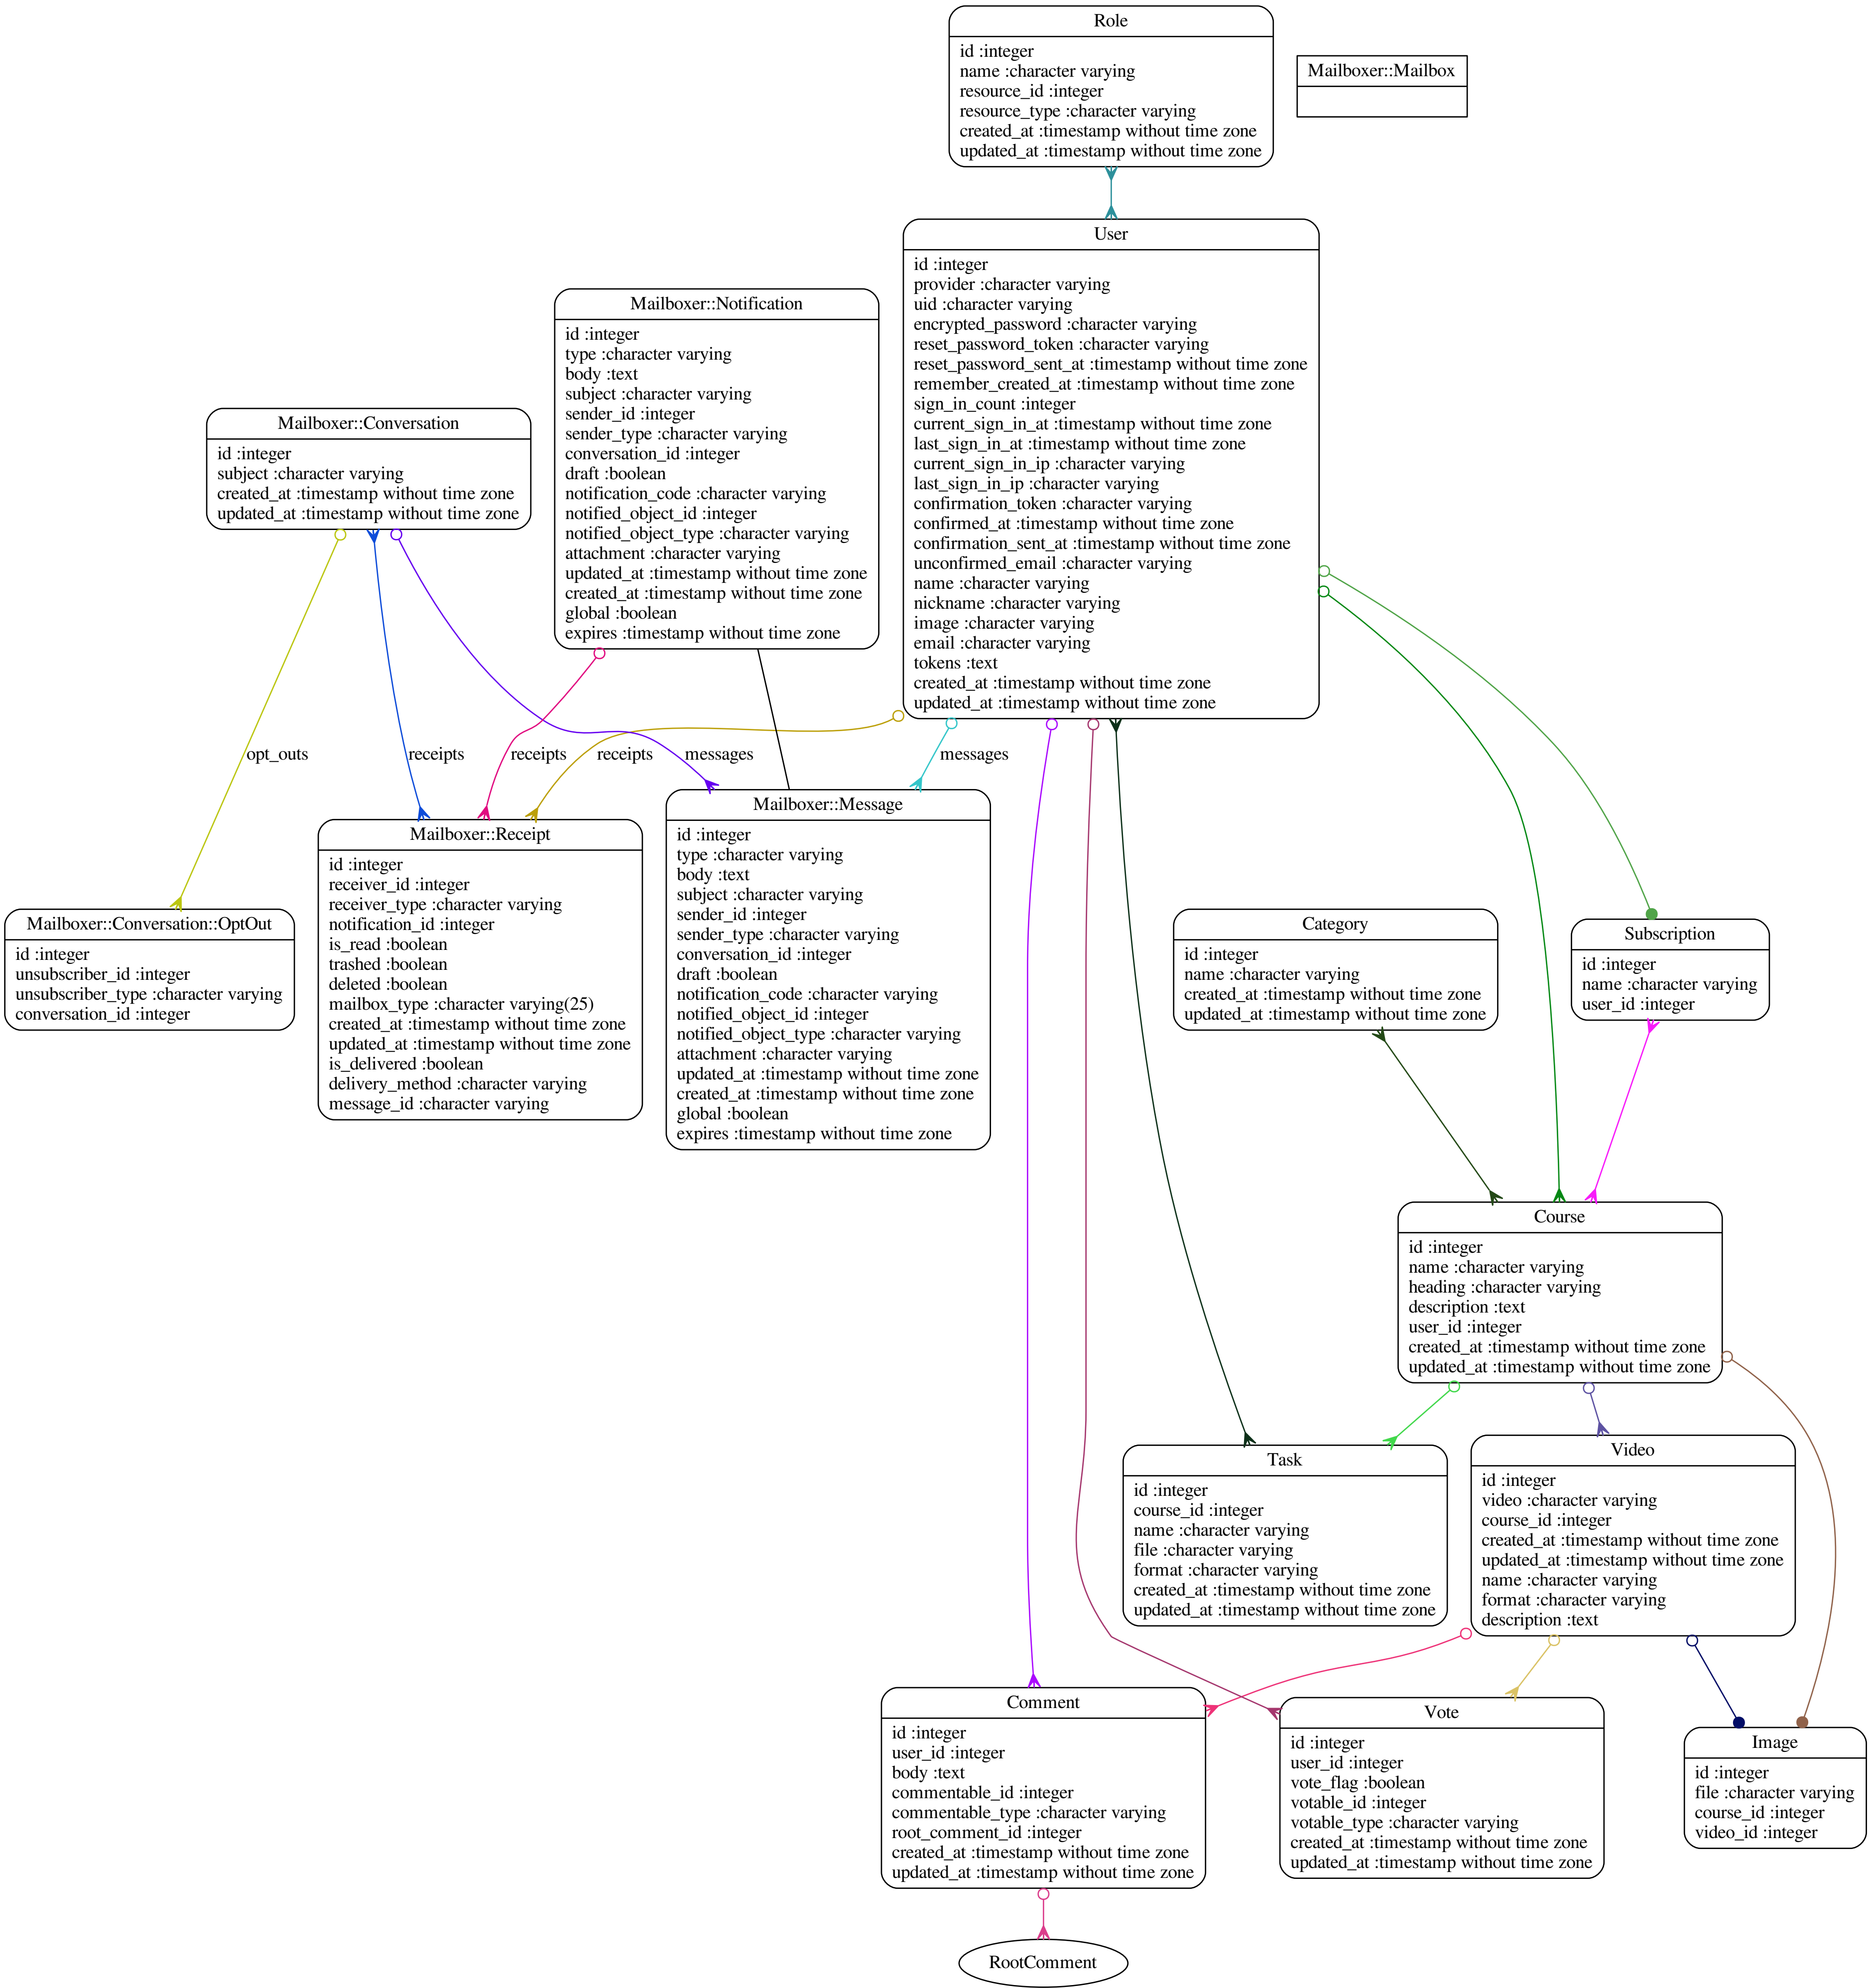 Role
id :integer
name :character varying
resource_id :integer
resource_type :character varying
created_at :timestamp without time zone
updated_at :timestamp without time zone
Mailboxer::Mailbox
User
id :integer
provider :character varying
uid :character varying
encrypted_password :character varying
reset_password_token :character varying
reset_password_sent_at :timestamp without time zone
remember_created_at :timestamp without time zone
sign_in_count :integer
current_sign_in_at :timestamp without time zone
last_sign_in_at :timestamp without time zone
current_sign_in_ip :character varying
last_sign_in_ip :character varying
confirmation_token :character varying
confirmed_at :timestamp without time zone
confirmation_sent_at :timestamp without time zone
unconfirmed_email :character varying
name :character varying
nickname :character varying
image :character varying
email :character varying
tokens :text
created_at :timestamp without time zone
updated_at :timestamp without time zone
Mailboxer::Notification
id :integer
type :character varying
body :text
subject :character varying
sender_id :integer
sender_type :character varying
conversation_id :integer
draft :boolean
notification_code :character varying
notified_object_id :integer
notified_object_type :character varying
attachment :character varying
updated_at :timestamp without time zone
created_at :timestamp without time zone
global :boolean
expires :timestamp without time zone
Mailboxer::Conversation
id :integer
subject :character varying
created_at :timestamp without time zone
updated_at :timestamp without time zone
opt_outs
receipts
receipts
receipts
messages
messages
Mailboxer::Conversation::OptOut
id :integer
unsubscriber_id :integer
unsubscriber_type :character varying
conversation_id :integer
Mailboxer::Receipt
id :integer
receiver_id :integer
receiver_type :character varying
notification_id :integer
is_read :boolean
trashed :boolean
deleted :boolean
mailbox_type :character varying(25)
created_at :timestamp without time zone
updated_at :timestamp without time zone
is_delivered :boolean
delivery_method :character varying
message_id :character varying
Mailboxer::Message
id :integer
type :character varying
body :text
subject :character varying
sender_id :integer
sender_type :character varying
conversation_id :integer
draft :boolean
notification_code :character varying
notified_object_id :integer
notified_object_type :character varying
attachment :character varying
updated_at :timestamp without time zone
created_at :timestamp without time zone
global :boolean
expires :timestamp without time zone
Category
id :integer
name :character varying
created_at :timestamp without time zone
updated_at :timestamp without time zone
Subscription
id :integer
name :character varying
user_id :integer
Course
id :integer
name :character varying
heading :character varying
description :text
user_id :integer
created_at :timestamp without time zone
updated_at :timestamp without time zone
Task
id :integer
course_id :integer
name :character varying
file :character varying
format :character varying
created_at :timestamp without time zone
updated_at :timestamp without time zone
Video
id :integer
video :character varying
course_id :integer
created_at :timestamp without time zone
updated_at :timestamp without time zone
name :character varying
format :character varying
description :text
Comment
id :integer
user_id :integer
body :text
commentable_id :integer
commentable_type :character varying
root_comment_id :integer
created_at :timestamp without time zone
updated_at :timestamp without time zone
Vote
id :integer
user_id :integer
vote_flag :boolean
votable_id :integer
votable_type :character varying
created_at :timestamp without time zone
updated_at :timestamp without time zone
Image
id :integer
file :character varying
course_id :integer
video_id :integer
RootComment